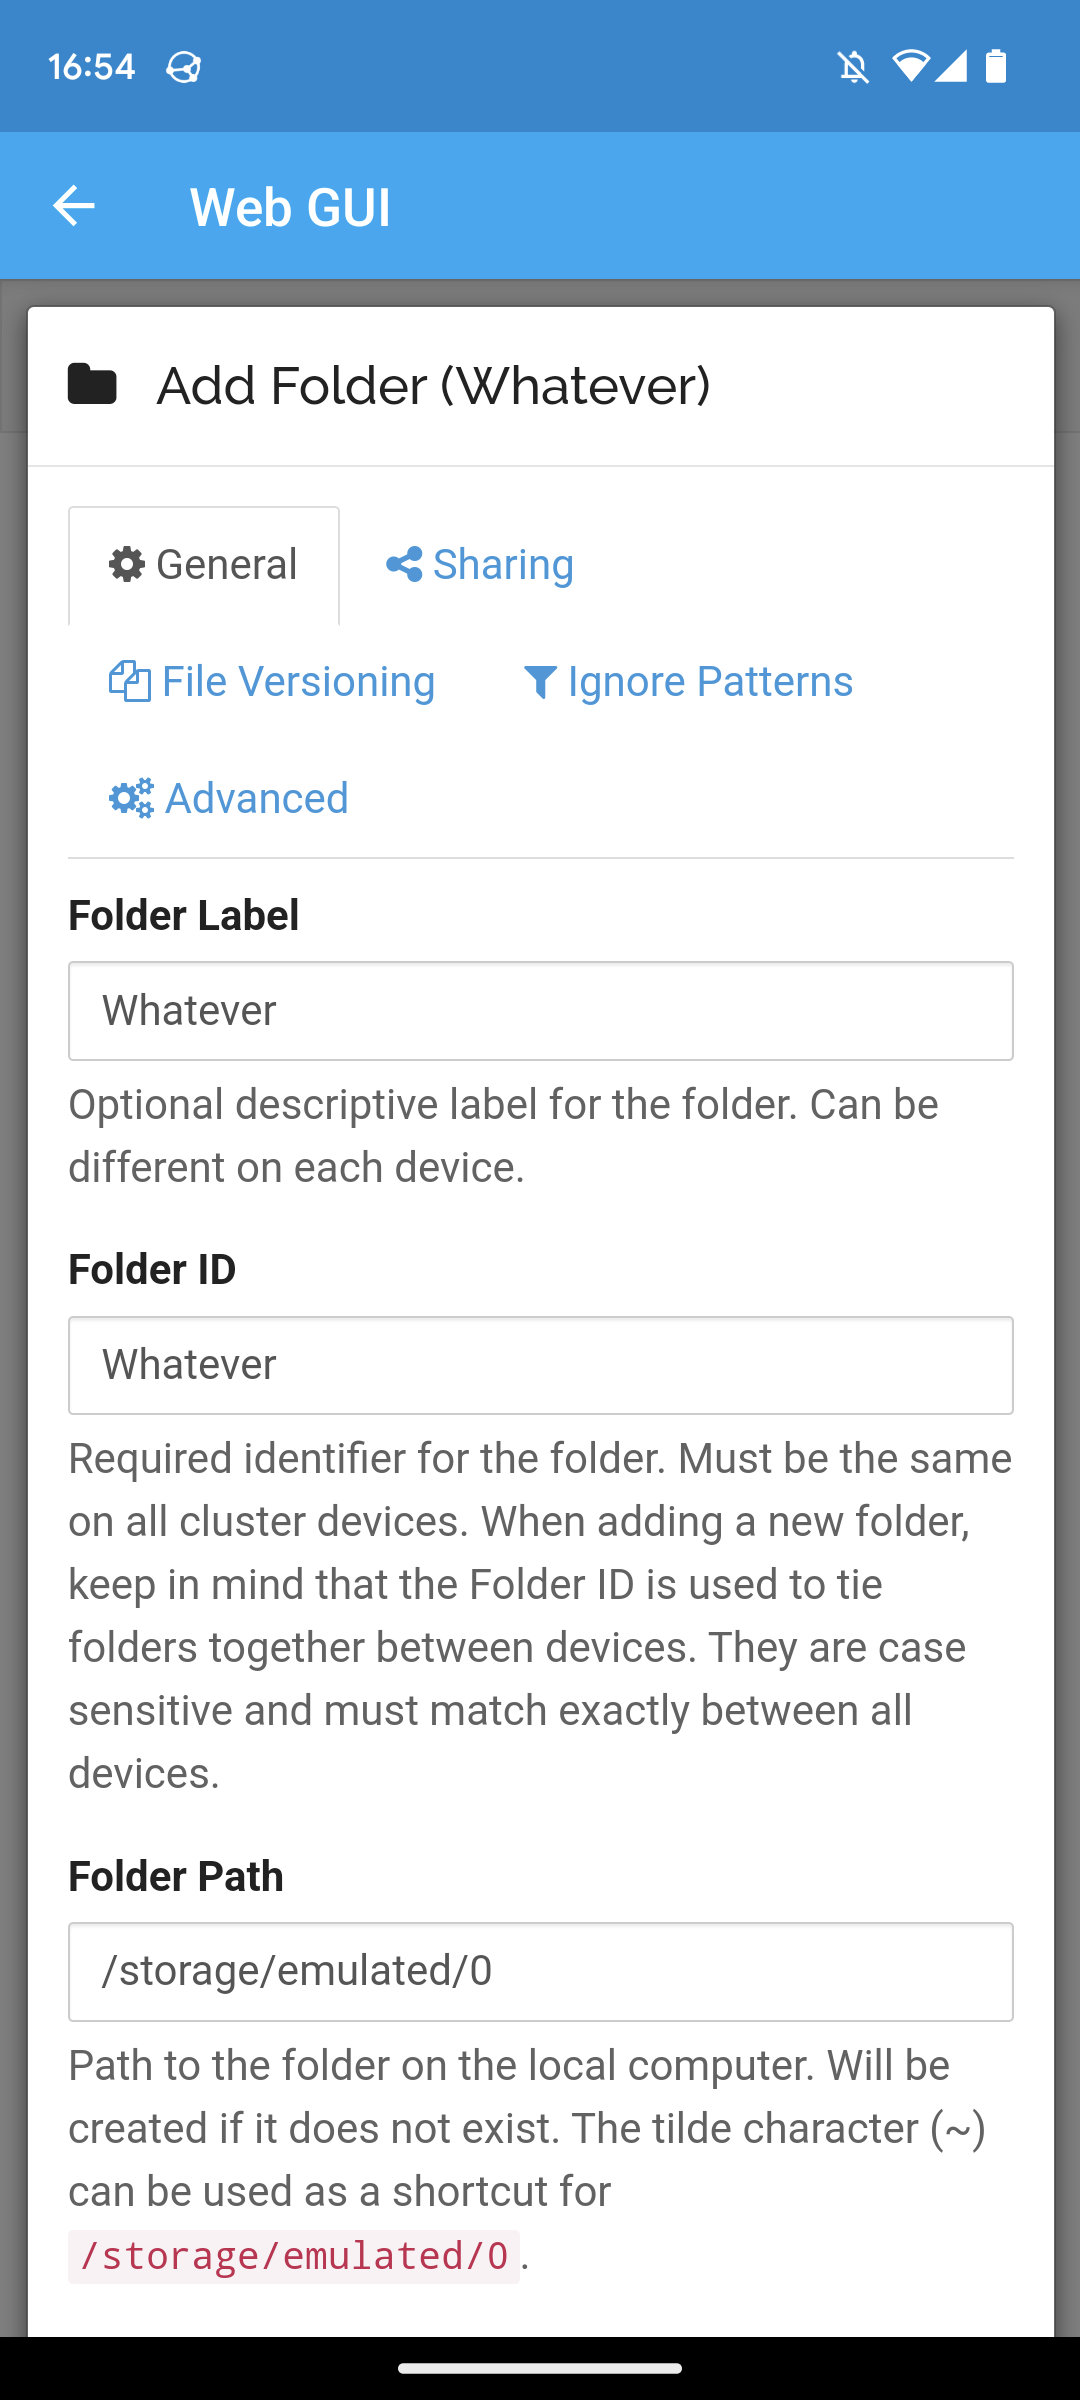 16:54
Web GUI
Add Folder (Whatever)
General
Sharing
File Versioning
Ignore Patterns
Advanced
Folder Label
Whatever
Optional descriptive label for the folder. Can be
different on each device.
Folder ID
Whatever
Required identifier for the folder. Must be the same
on all cluster devices. When adding a new folder,
keep in mind that the Folder ID is used to tie
folders together between devices. They are case
sensitive and must match exactly between all
devices.
Folder Path
/storage/emulated/0
Path to the folder on the local computer. Will be
created if it does not exist. The tilde character (~)
can be used as a shortcut for
/storage/emulated/0.